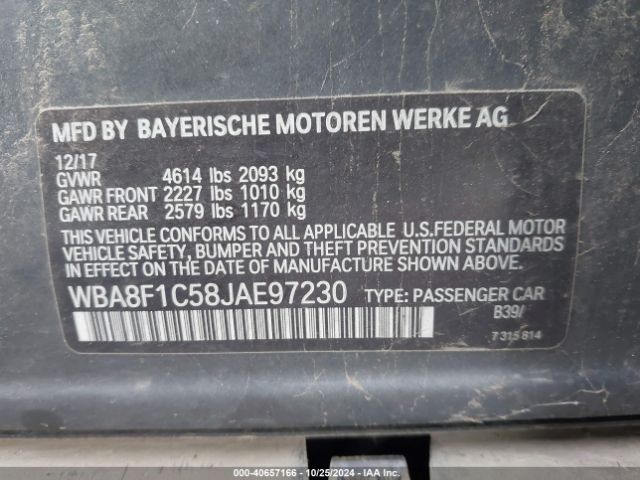 MFD BY BAYERISCHE MOTOREN WERKE AG
12/17
GVWR 4614 lbs 2093 kg
GAWR FRONT 2227 lbs 1010 kg
GAWR REAR 2579 lbs 1170 kg
THIS VEHICLE CONFORMS TO ALL APPLICABLE U.S.FEDERAL MOTOR
VEHICLE SAFETY, BUMPER AND THEFT PREVENTION STANDARDS
IN EFFECT ON THE DATE OF MANUFACTURE SHOWN ABOVE.
WBA8F1C58JAE97230 TYPE: PASSENGER CAR
B39/
7 315 814
000-40657166 • 10/25/2024 • IAA Inc.